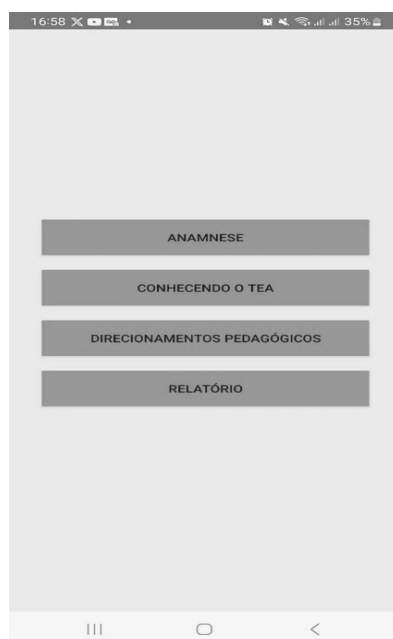 16:58
35%
ANAMNESE
CONHECENDO O TEA
DIRECIONAMENTOS PEDAGÓGICOS
RELATÓRIO